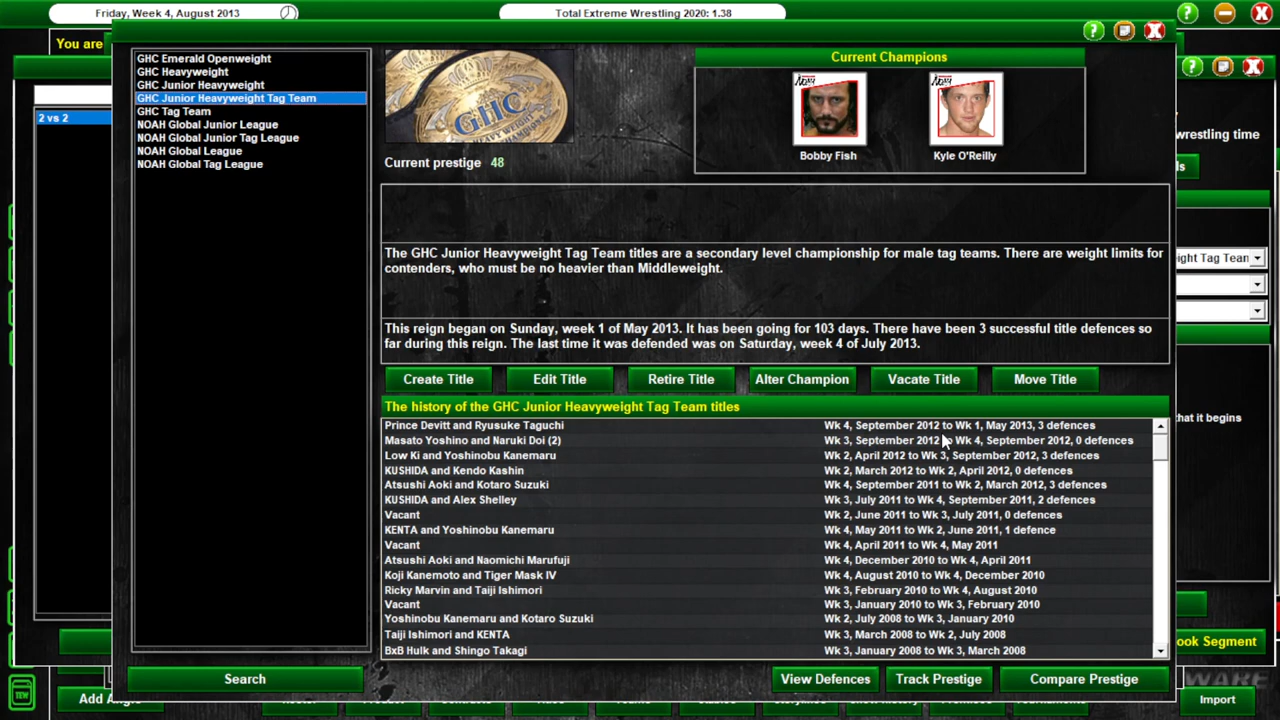 Friday, Week 4, August 2013
Total Extreme Wrestling 2020: 1.38
You are
GHC Emerald Openweight
GHC Heavyweight
GHC Junior Heavyweight
GHC Junior Heavyweight Tag Team
GHC Tag Team
NOAH Global Junior League
NOAH Global Junior Tag League
NOAH Global League
NOAH Global Tag League
2 vs 2
GHC
Current prestige 48
Current Champions
Bobby Fish
Kyle O'Reilly
wrestling time
ight Tag Tean
The GHC Junior Heavyweight Tag Team titles are a secondary level championship for male tag teams. There are weight limits for
contenders, who must be no heavier than Middleweight.
This reign began on Sunday, week 1 of May 2013. It has been going for 103 days. There have been 3 successful title defences so
far during this reign. The last time it was defended was on Saturday, week 4 of July 2013.
Create Title
Edit Title
Retire Title
Alter Champion
Vacate Title
Move Title
The history of the GHC Junior Heavyweight Tag Team titles
Prince Devitt and Ryusuke Taguchi Wk 4, September 2012 to Wk 1, May 2013, 3 defences
Masato Yoshino and Naruki Doi (2) Wk 3, September 2012 to Wk 4, September 2012, 0 defences
Low Ki and Yoshinobu Kanemaru Wk 2, April 2012 to Wk 3, September 2012, 3 defences
KUSHIDA and Kendo Kashin Wk 2, March 2012 to Wk 2, April 2012, 0 defences
Atsushi Aoki and Kotaro Suzuki Wk 4, September 2011 to Wk 2, March 2012, 3 defences
KUSHIDA and Alex Shelley Wk 3, July 2011 to Wk 4, September 2011, 2 defences
Vacant Wk 2, June 2011 to Wk 3, July 2011, 0 defences
KENTA and Yoshinobu Kanemaru Wk 4, May 2011 to Wk 2, June 2011, 1 defence
Vacant Wk 4, April 2011 to Wk 4, May 2011
Atsushi Aoki and Naomichi Marufuji Wk 4, December 2010 to Wk 4, April 2011
Koji Kanemoto and Tiger Mask IV Wk 4, August 2010 to Wk 4, December 2010
Ricky Marvin and Taiji Ishimori Wk 3, February 2010 to Wk 4, August 2010
Vacant Wk 3, January 2010 to Wk 3, February 2010
Yoshinobu Kanemaru and Kotaro Suzuki Wk 2, July 2008 to Wk 3, January 2010
Taiji Ishimori and KENTA Wk 3, March 2008 to Wk 2, July 2008
BxB Hulk and Shingo Takagi Wk 3, January 2008 to Wk 3, March 2008
that it begins
ook Segment
Search
View Defences
Track Prestige
Compare Prestige
Import